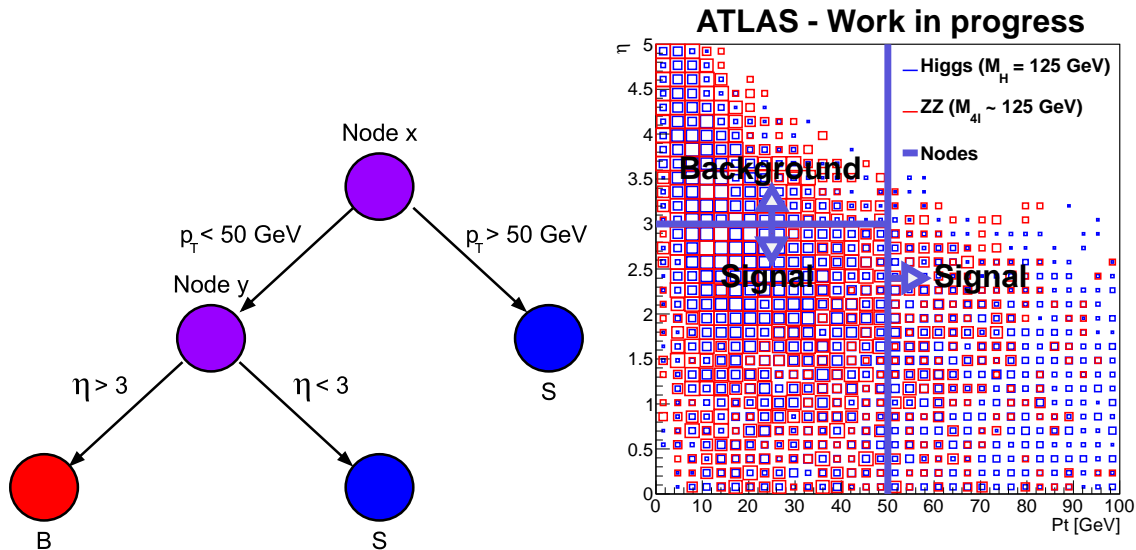 Node x
p_T < 50 GeV
p_T > 50 GeV
Node y
S
η > 3
η < 3
B
S
ATLAS - Work in progress
η
5
4.5
4
3.5
3
2.5
2
1.5
1
0.5
0
Higgs (M_H = 125 GeV)
ZZ (M_4l ~ 125 GeV)
Nodes
Background
Signal
Signal
0 10 20 30 40 50 60 70 80 90 100
Pt [GeV]